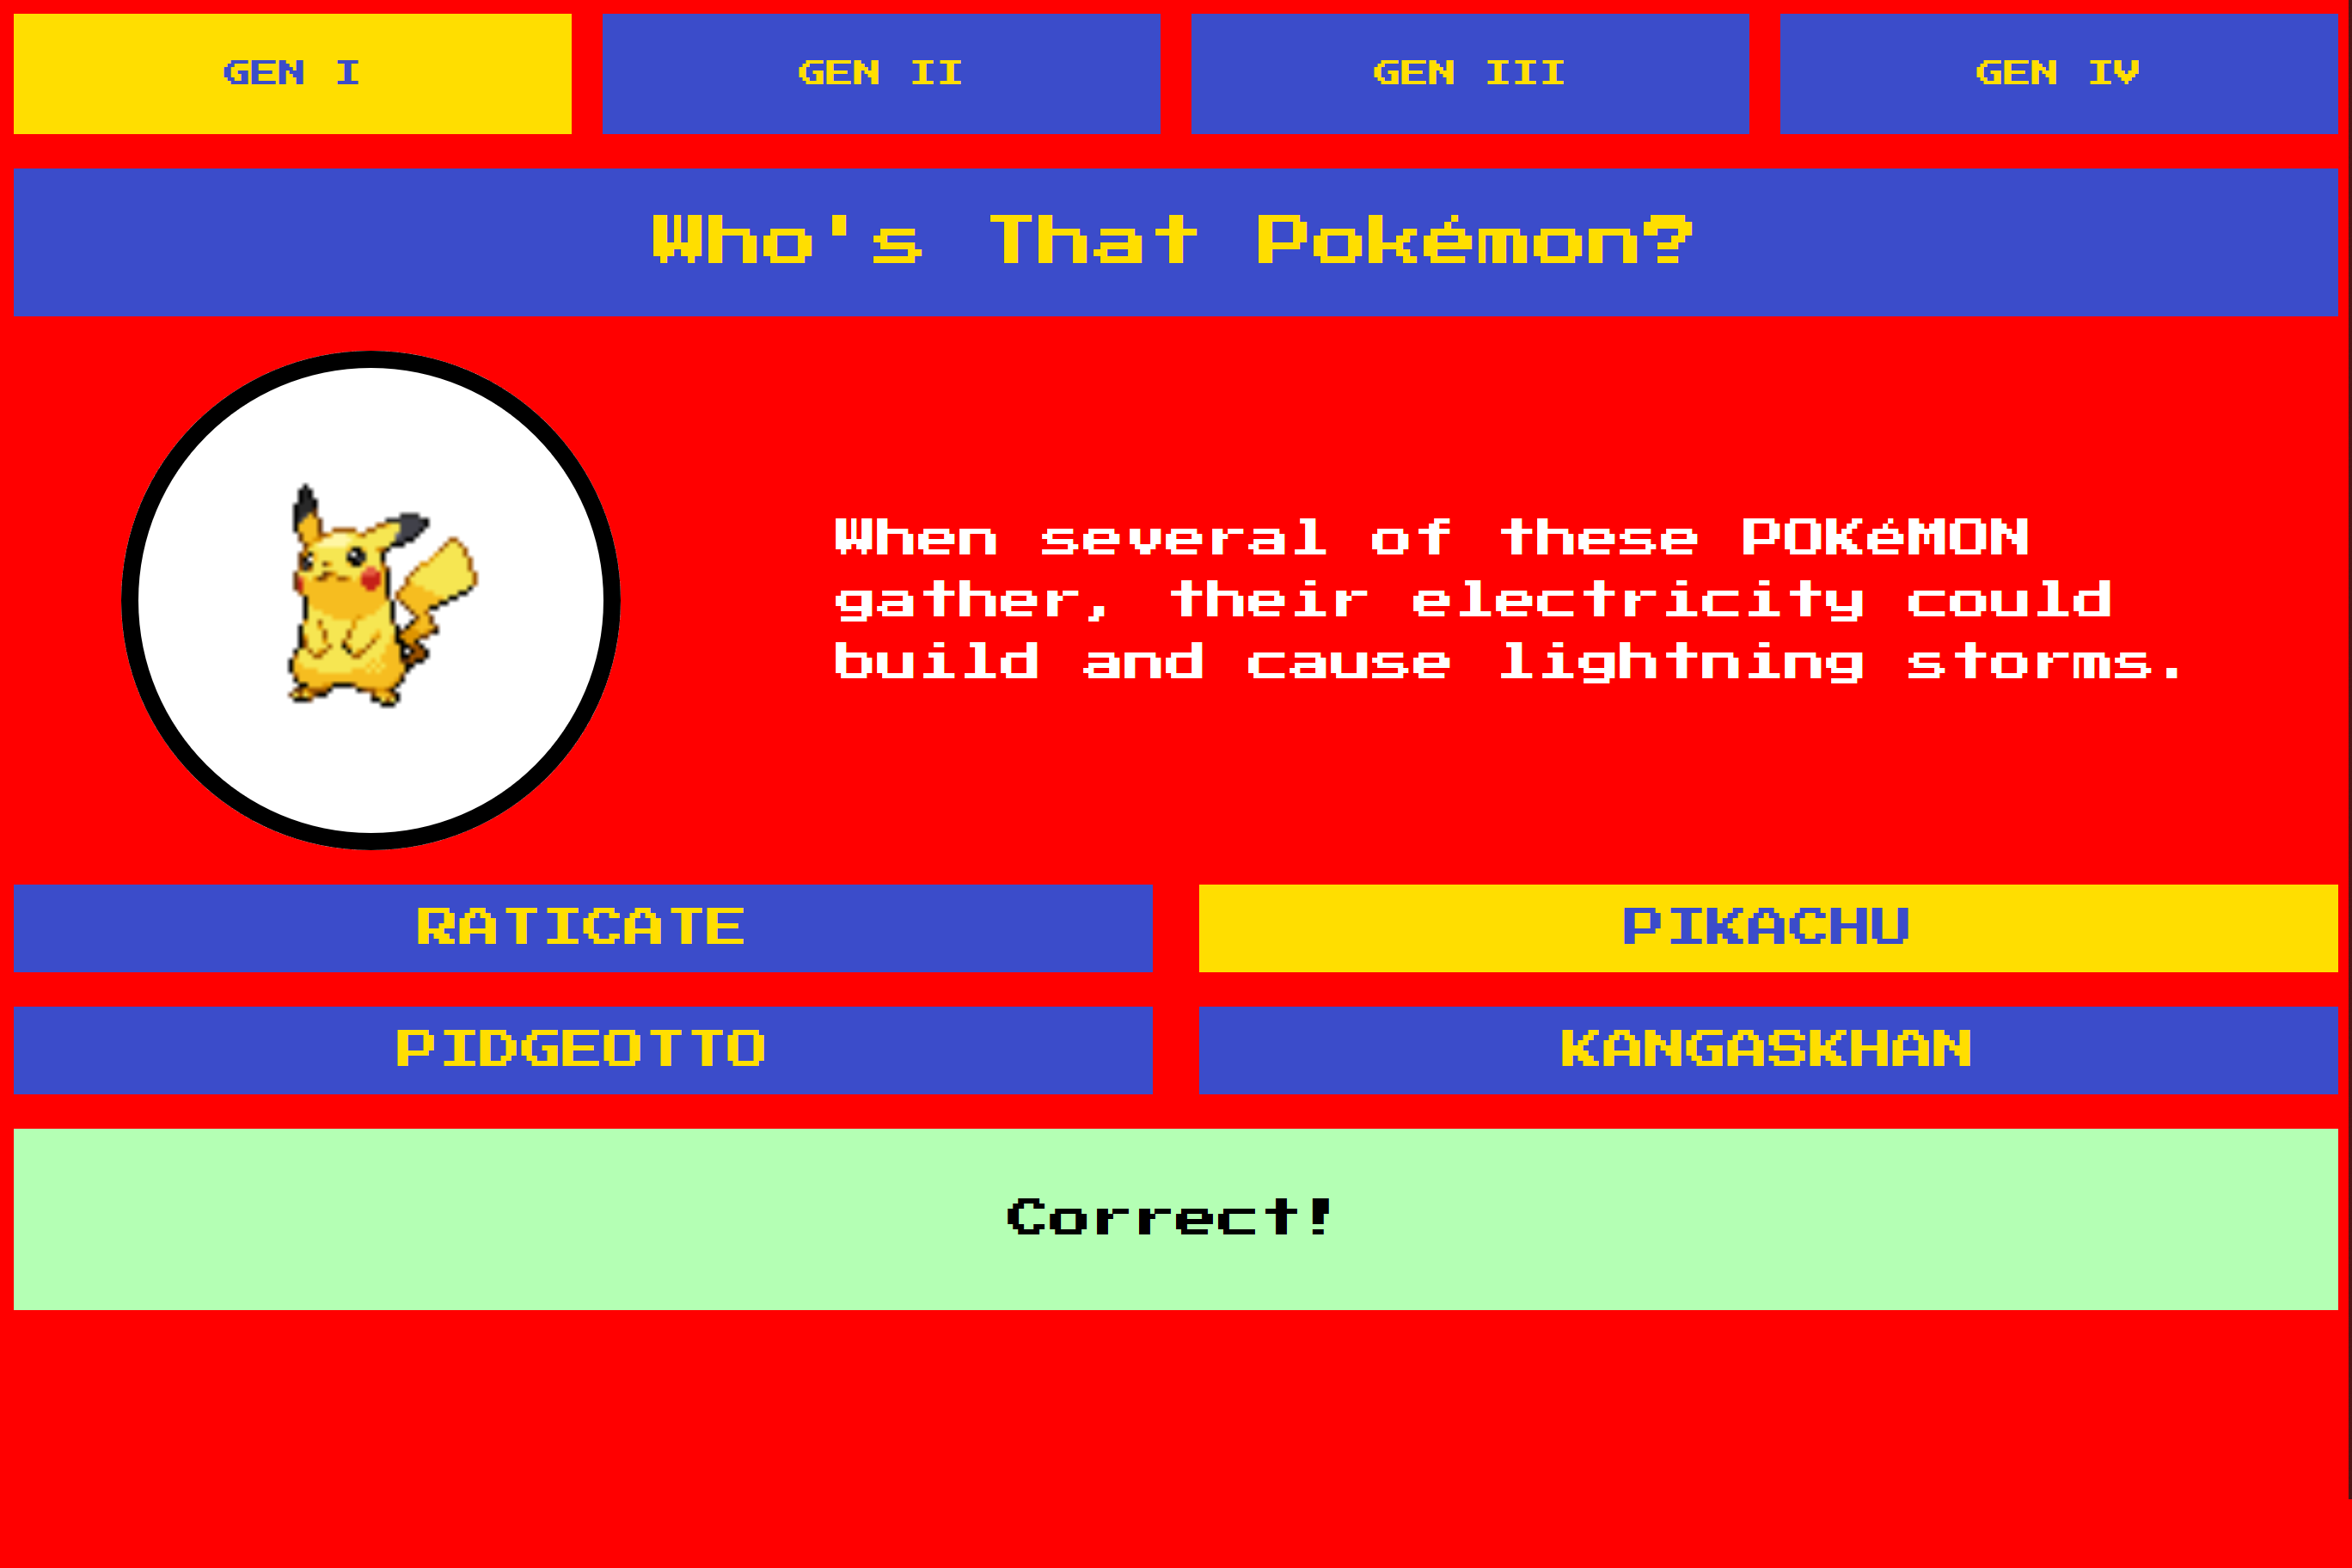 GEN I
GEN II
GEN III
GEN IV
Who's That Pokémon?
When several of these POKéMON
gather, their electricity could
build and cause lightning storms.
RATICATE
PIKACHU
PIDGEOTTO
KANGASKHAN
Correct!